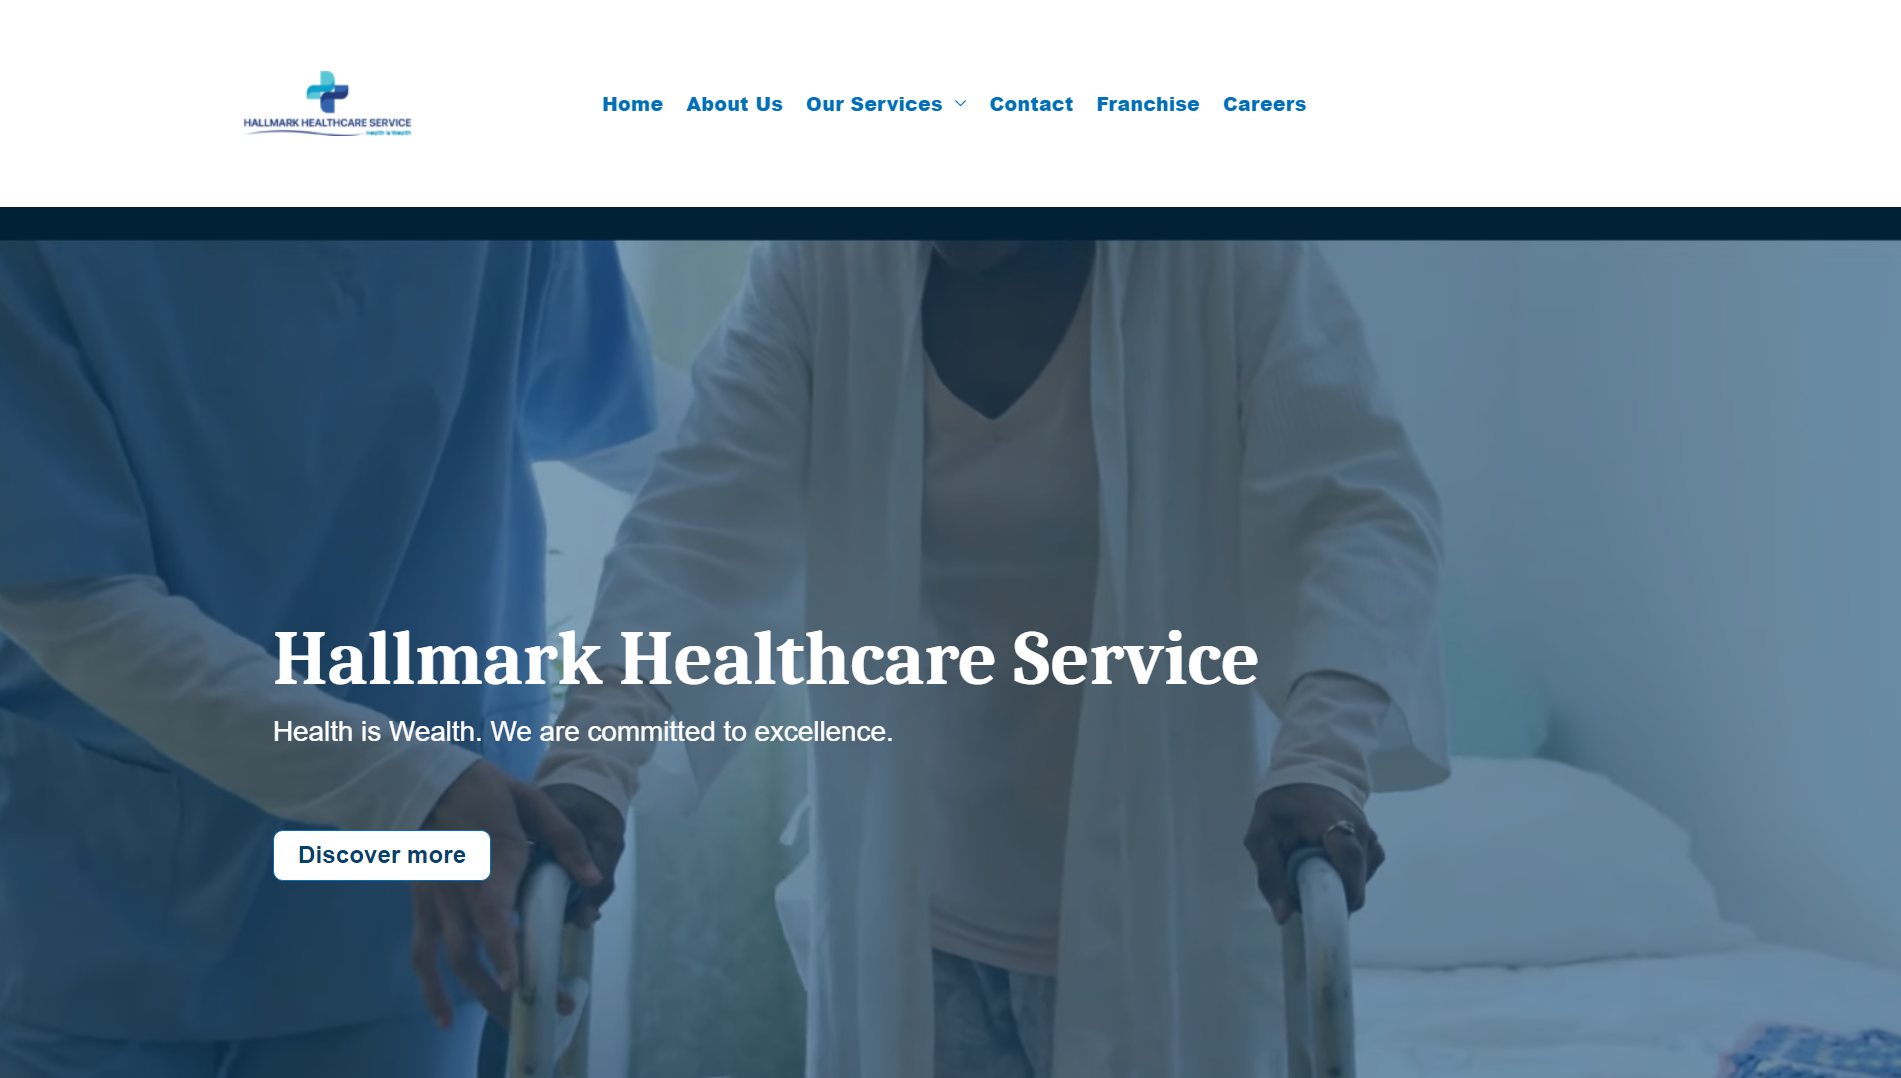 HALLMARK HEALTHCARE SERVICE
Health is Wealth
Home About Us Our Services Contact Franchise Careers
Hallmark Healthcare Service
Health is Wealth. We are committed to excellence.
Discover more